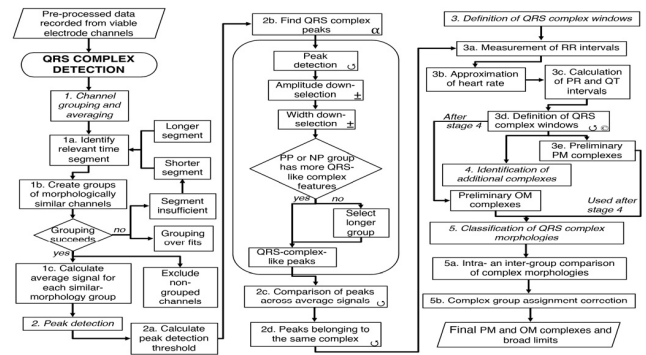 Pre-processed data
recorded from viable
electrode channels
QRS COMPLEX
DETECTION
1. Channel
grouping and
averaging
1a. Identify
relevant time
segment
Longer
segment
Shorter
segment
1b. Create groups
of morphologically
similar channels
Segment
insufficient
Grouping
succeeds
no
Grouping
over fits
yes
1c. Calculate
average signal for
each similar-
morphology group
Exclude
non-
grouped
channels
2. Peak detection
2a. Calculate
peak detection
threshold
2b. Find QRS complex
peaks
α
Peak
detection
Amplitude down-
selection
±
Width down-
selection
±
PP or NP group
has more QRS-
like complex
features
yes
no
Select
longer
group
QRS-complex-
like peaks
2c. Comparison of peaks
across average signals
2d. Peaks belonging to
the same complex
3. Definition of QRS complex windows
3a. Measurement of RR intervals
3b. Approximation
of heart rate
3c. Calculation
of PR and QT
intervals
After
stage 4
3d. Definition of QRS
complex windows
3e. Preliminary
PM complexes
4. Identification of
additional complexes
Preliminary OM
complexes
Used after
stage 4
5. Classification of QRS complex
morphologies
5a. Intra- an inter-group comparison
of complex morphologies
5b. Complex group assignment correction
Final PM and OM complexes and
broad limits